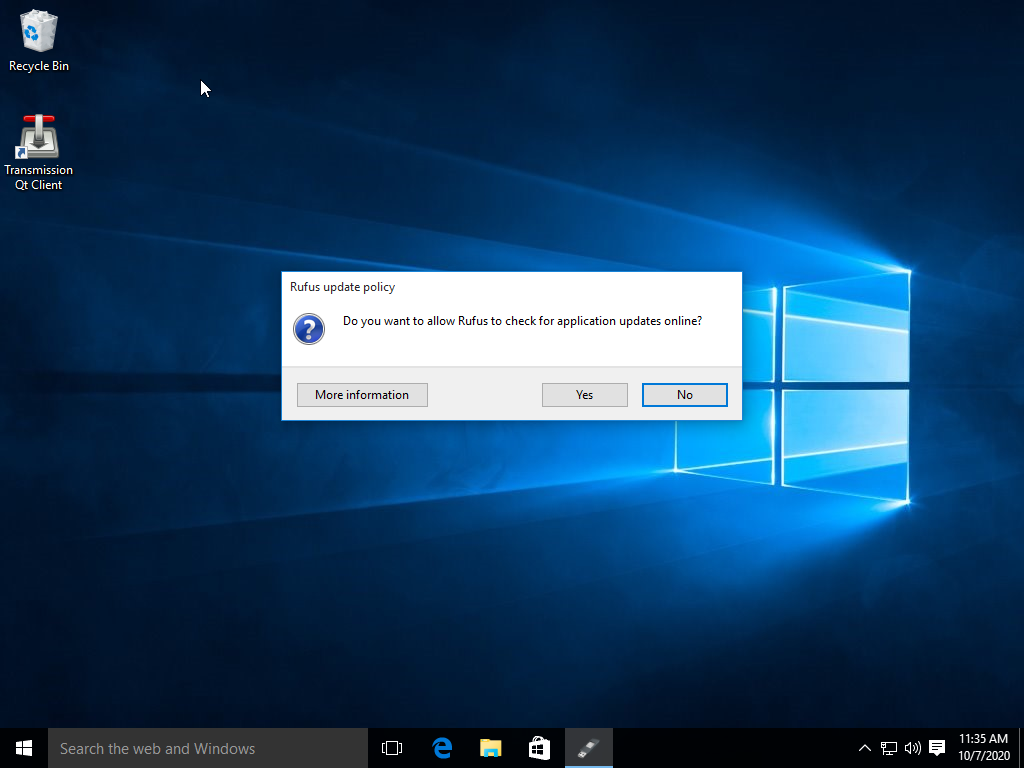 Recycle Bin
Transmission
Qt Client
Rufus update policy
Do you want to allow Rufus to check for application updates online?
More information
Yes
No
Search the web and Windows
11:35 AM
10/7/2020